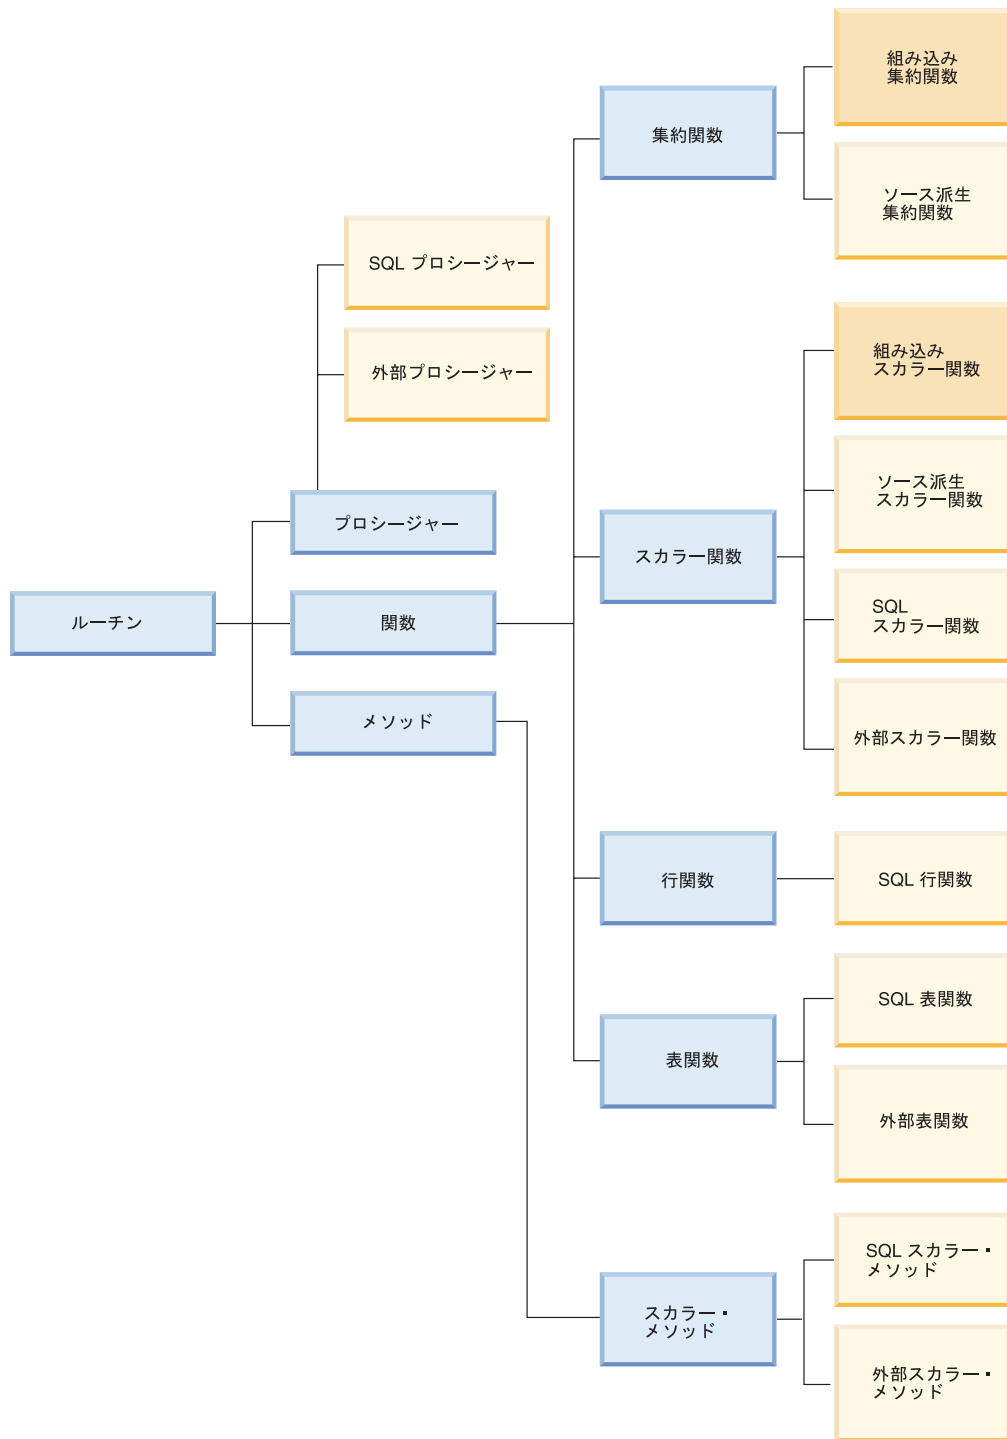 組み込み
集約関数
集約関数
ソース派生
集約関数
SQL プロシージャー
外部プロシージャー
組み込み
スカラー関数
ソース派生
スカラー関数
プロシージャー
スカラー関数
SQL
スカラー関数
ルーチン
関数
メソッド
外部スカラー関数
行関数
SQL 行関数
SQL 表関数
表関数
外部表関数
SQL スカラー・
メソッド
スカラー・
メソッド
外部スカラー・
メソッド